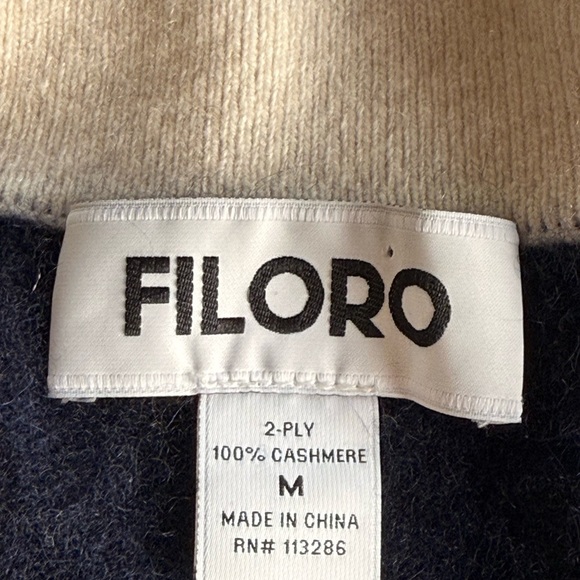 FILORO
2-PLY
100% CASHMERE
M
MADE IN CHINA
RN# 113286